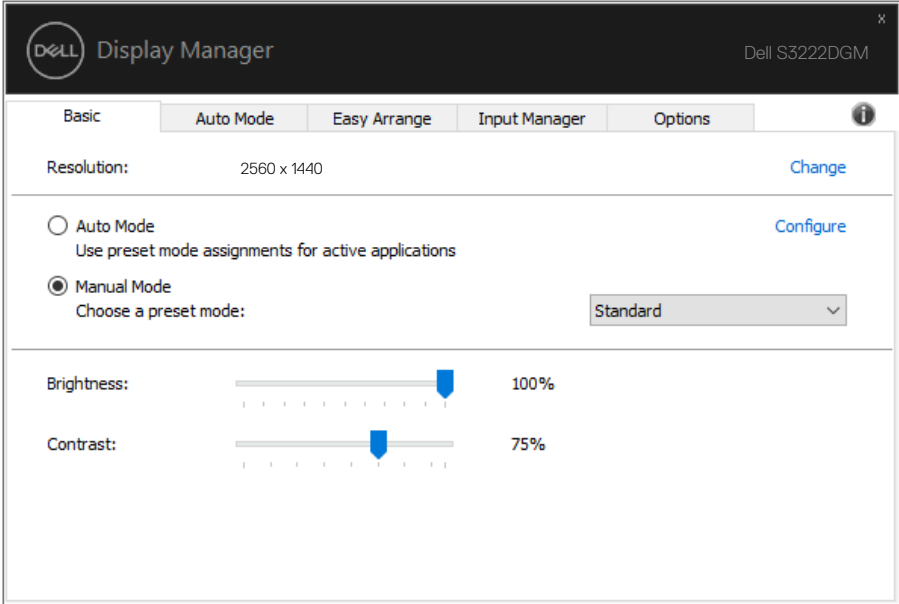 DELL Display Manager
x
Dell S3222DGM
Basic Auto Mode Easy Arrange Input Manager Options i
Resolution: 2560 x 1440 Change
Auto Mode Configure
Use preset mode assignments for active applications
Manual Mode
Choose a preset mode: Standard
Brightness: 100%
Contrast: 75%